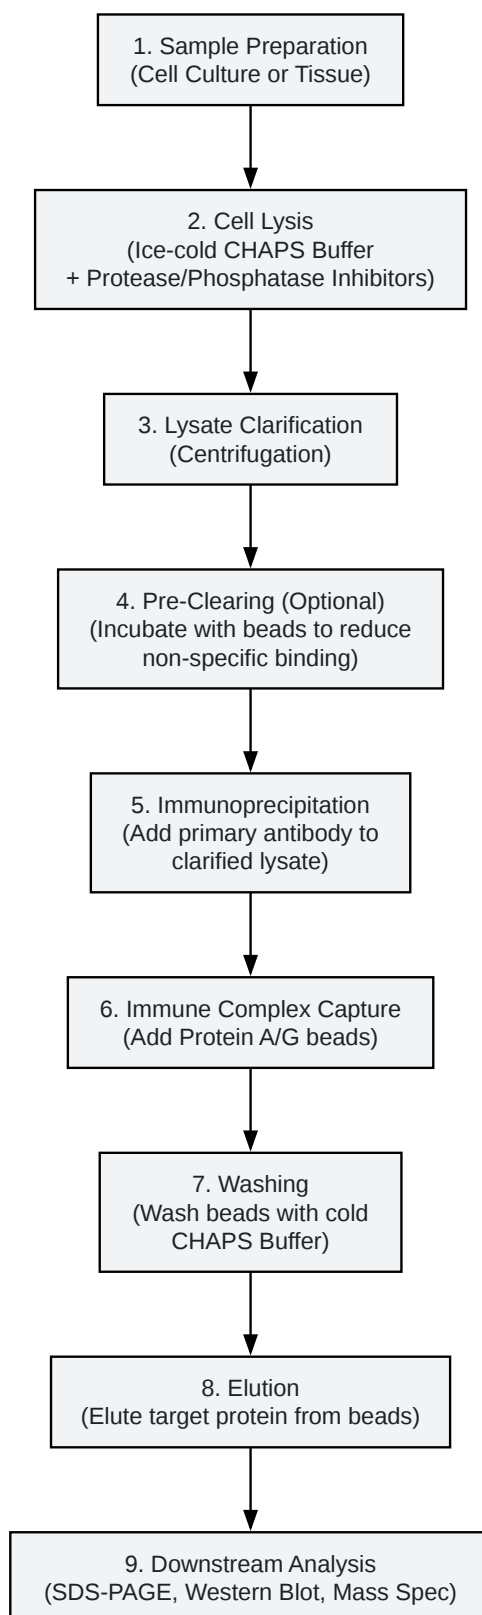 1. Sample Preparation
(Cell Culture or Tissue)
2. Cell Lysis
(Ice-cold CHAPS Buffer
+ Protease/Phosphatase Inhibitors)
3. Lysate Clarification
(Centrifugation)
4. Pre-Clearing (Optional)
(Incubate with beads to reduce
non-specific binding)
5. Immunoprecipitation
(Add primary antibody to
clarified lysate)
6. Immune Complex Capture
(Add Protein A/G beads)
7. Washing
(Wash beads with cold
CHAPS Buffer)
8. Elution
(Elute target protein from beads)
9. Downstream Analysis
(SDS-PAGE, Western Blot, Mass Spec)